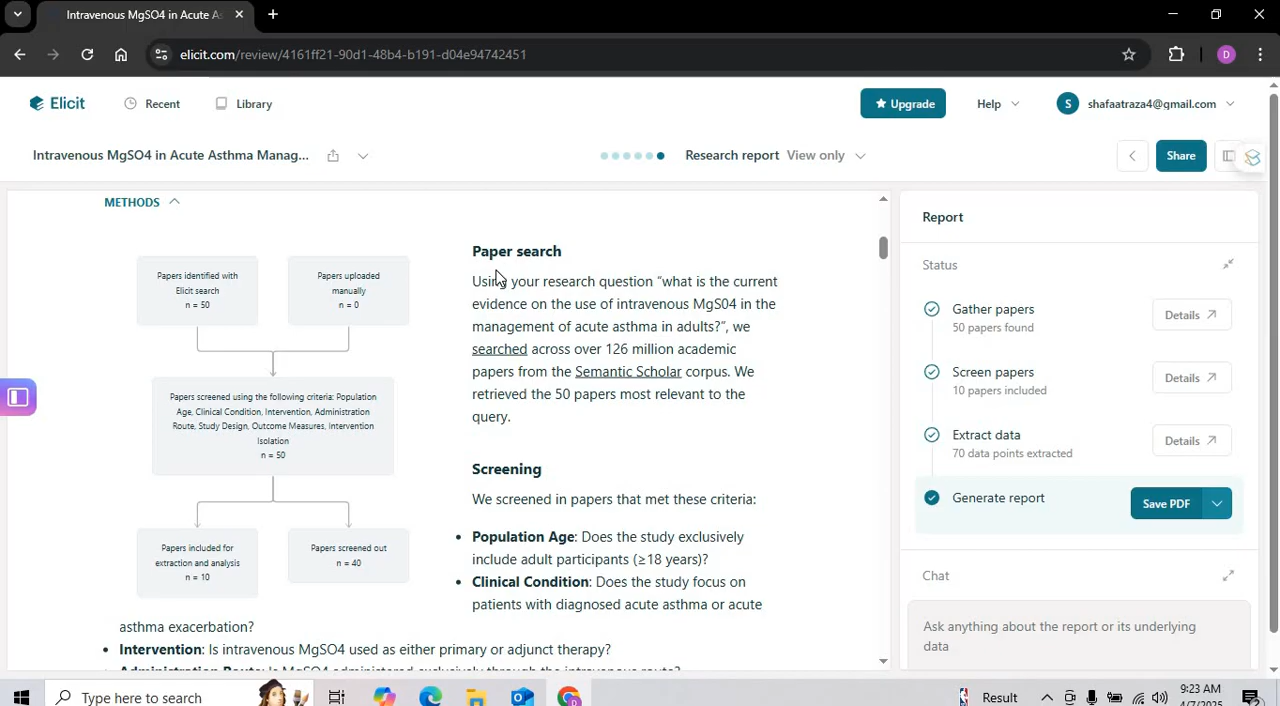 Intravenous MgSO4 in Acute As
elicit.com/review/4161ff21-90d1-48b4-b191-d04e94742451
D
Elicit
Recent
Library
Upgrade
Help
S
shafaatraza4@gmail.com
Intravenous MgSO4 in Acute Asthma Manag...
Research report View only
Share
METHODS
Papers identified with
Elicit search
n = 50
Papers uploaded
manually
n = 0
Papers screened using the following criteria: Population
Age, Clinical Condition, Intervention, Administration
Route, Study Design, Outcome Measures, Intervention
Isolation
n = 50
Papers included for
extraction and analysis
n = 10
Papers screened out
n = 40
Paper search
Using your research question “what is the current
evidence on the use of intravenous MgS04 in the
management of acute asthma in adults?”, we
searched across over 126 million academic
papers from the Semantic Scholar corpus. We
retrieved the 50 papers most relevant to the
query.
Screening
We screened in papers that met these criteria:
• Population Age: Does the study exclusively
include adult participants (≥18 years)?
• Clinical Condition: Does the study focus on
patients with diagnosed acute asthma or acute
asthma exacerbation?
• Intervention: Is intravenous MgSO4 used as either primary or adjunct therapy?
• Administration Route: Is MgSO4 administered exclusively through the intravenous route?
Report
Status
Gather papers
50 papers found
Details
Screen papers
10 papers included
Details
Extract data
70 data points extracted
Details
Generate report
Save PDF
Chat
Ask anything about the report or its underlying
data
Type here to search
Result
9:23 AM
4/7/2025